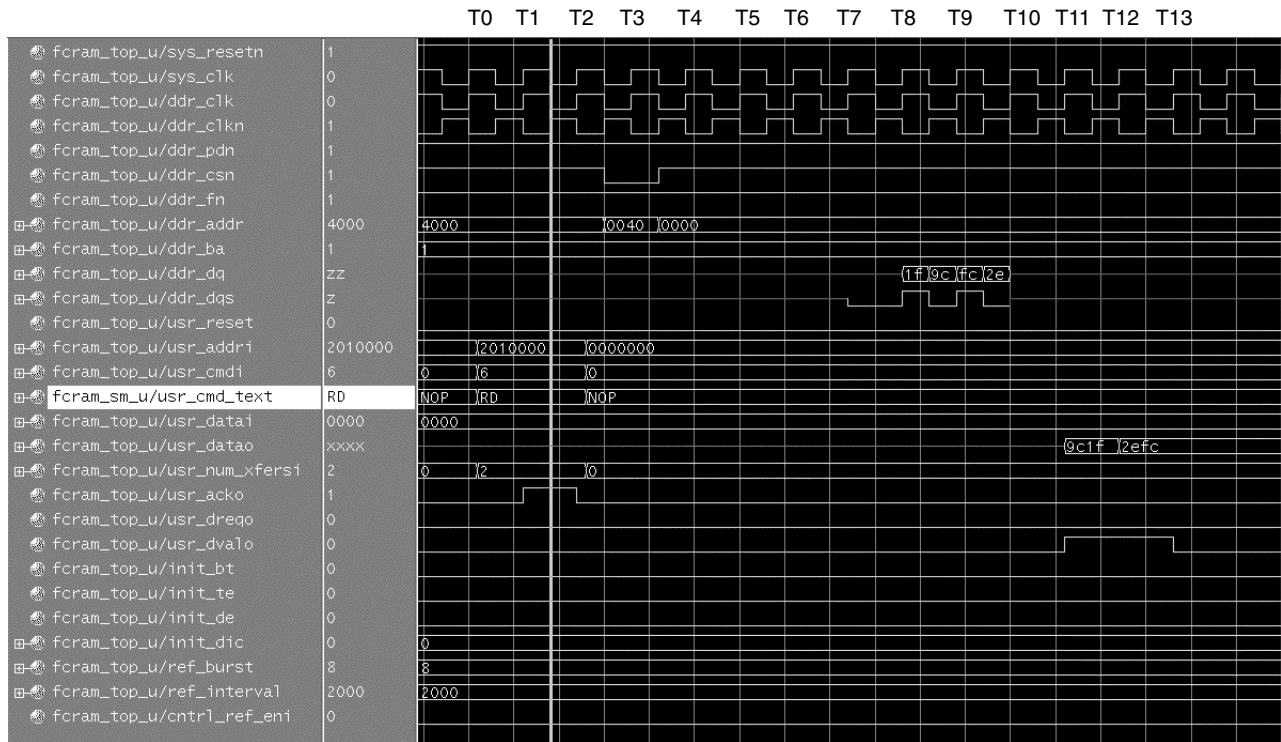 T0 T1 T2 T3 T4 T5 T6 T7 T8 T9 T10 T11 T12 T13
fcram_top_u/sys_resetn 1
fcram_top_u/sys_clk 0
fcram_top_u/ddr_clk 0
fcram_top_u/ddr_clkn 1
fcram_top_u/ddr_pdn 1
fcram_top_u/ddr_csn 1
fcram_top_u/ddr_fn 1
fcram_top_u/ddr_addr 4000 4000 0040 0000
fcram_top_u/ddr_ba 1 1
fcram_top_u/ddr_dq zz 1f 9c fc 2e
fcram_top_u/ddr_dqs z
fcram_top_u/usr_reset 0
fcram_top_u/usr_addri 2010000 2010000 0000000
fcram_top_u/usr_cmdi 6 0 6 0
fcram_sm_u/usr_cmd_text RD NOP RD NOP
fcram_top_u/usr_datai 0000 0000
fcram_top_u/usr_datao xxxx 9c1f 2efc
fcram_top_u/usr_num_xfersi 2 0 2 0
fcram_top_u/usr_acko 1
fcram_top_u/usr_dreqo 0
fcram_top_u/usr_dvalo 0
fcram_top_u/init_bt 0
fcram_top_u/init_te 0
fcram_top_u/init_de 0
fcram_top_u/init_dic 0 0
fcram_top_u/ref_burst 8 8
fcram_top_u/ref_interval 2000 2000
fcram_top_u/cntrl_ref_eni 0